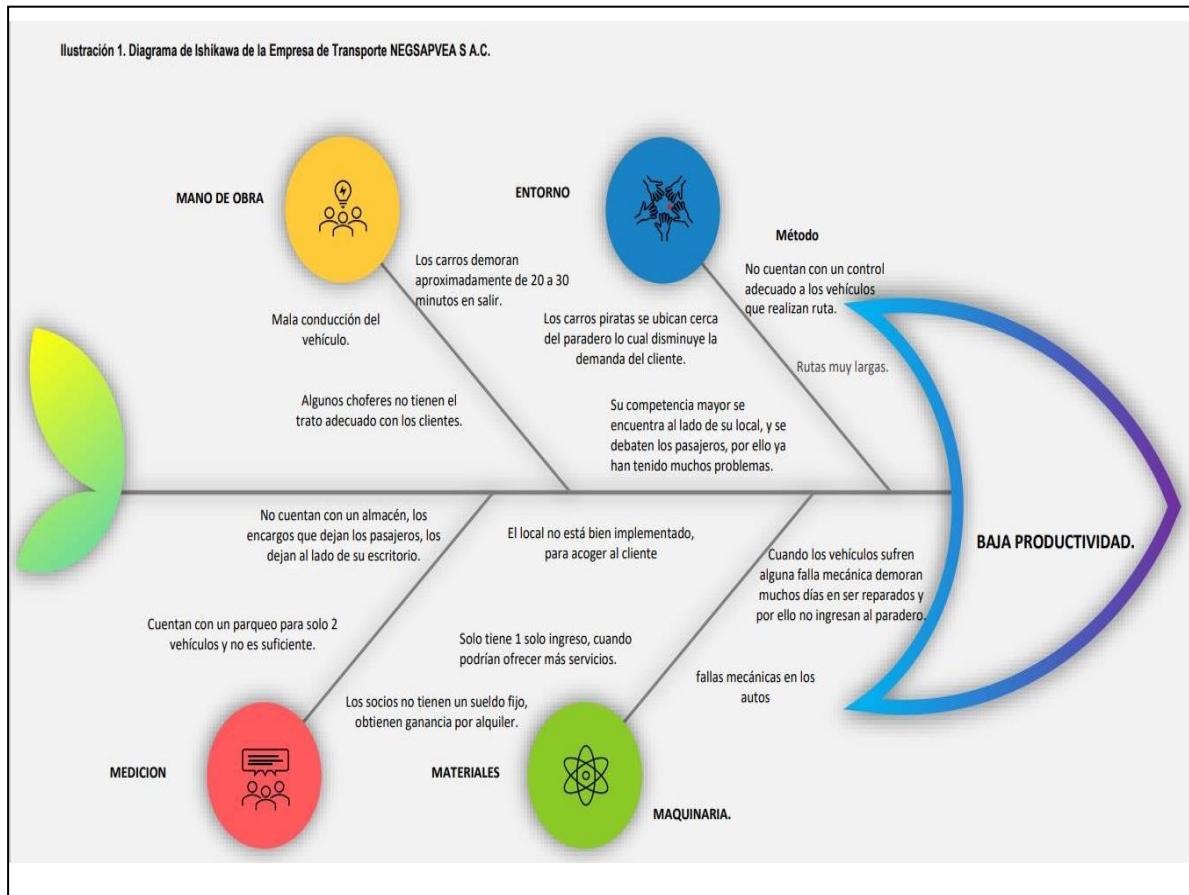 Ilustración 1. Diagrama de Ishikawa de la Empresa de Transporte NEGSAPVEA S A.C.
MANO DE OBRA
Los carros demoran
aproximadamente de 20 a 30
minutos en salir.
Mala conducción del
vehículo.
Algunos choferes no tienen el
trato adecuado con los clientes.
ENTORNO
Los carros piratas se ubican cerca
del paradero lo cual disminuye la
demanda del cliente.
Su competencia mayor se
encuentra al lado de su local, y se
debaten los pasajeros, por ello ya
han tenido muchos problemas.
Método
No cuentan con un control
adecuado a los vehículos
que realizan ruta.
Rutas muy largas.
BAJA PRODUCTIVIDAD.
No cuentan con un almacén, los
encargos que dejan los pasajeros, los
dejan al lado de su escritorio.
Cuentan con un parqueo para solo 2
vehículos y no es suficiente.
MEDICION
El local no está bien implementado,
para acoger al cliente
Solo tiene 1 solo ingreso, cuando
podrían ofrecer más servicios.
Los socios no tienen un sueldo fijo,
obtienen ganancia por alquiler.
MATERIALES
Cuando los vehículos sufren
alguna falla mecánica demoran
muchos días en ser reparados y
por ello no ingresan al paradero.
fallas mecánicas en los
autos
MAQUINARIA.